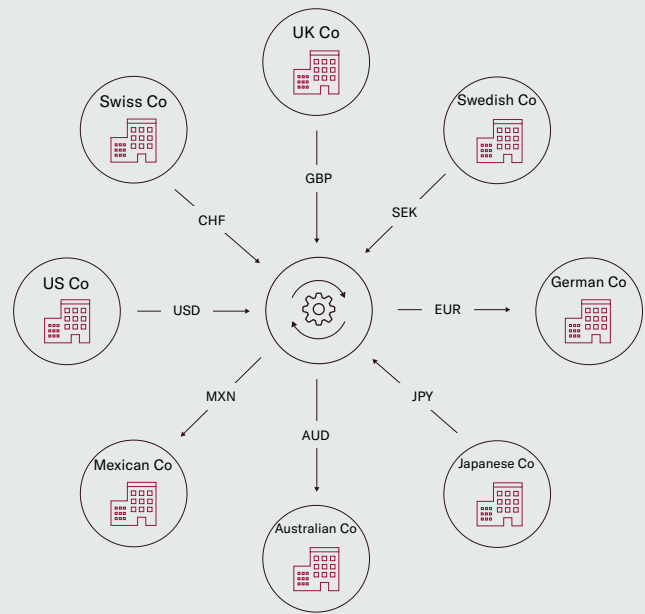 UK Co
Swiss Co
Swedish Co
GBP
CHF
SEK
US Co
USD
EUR
German Co
MXN
JPY
AUD
Mexican Co
Japanese Co
Australian Co